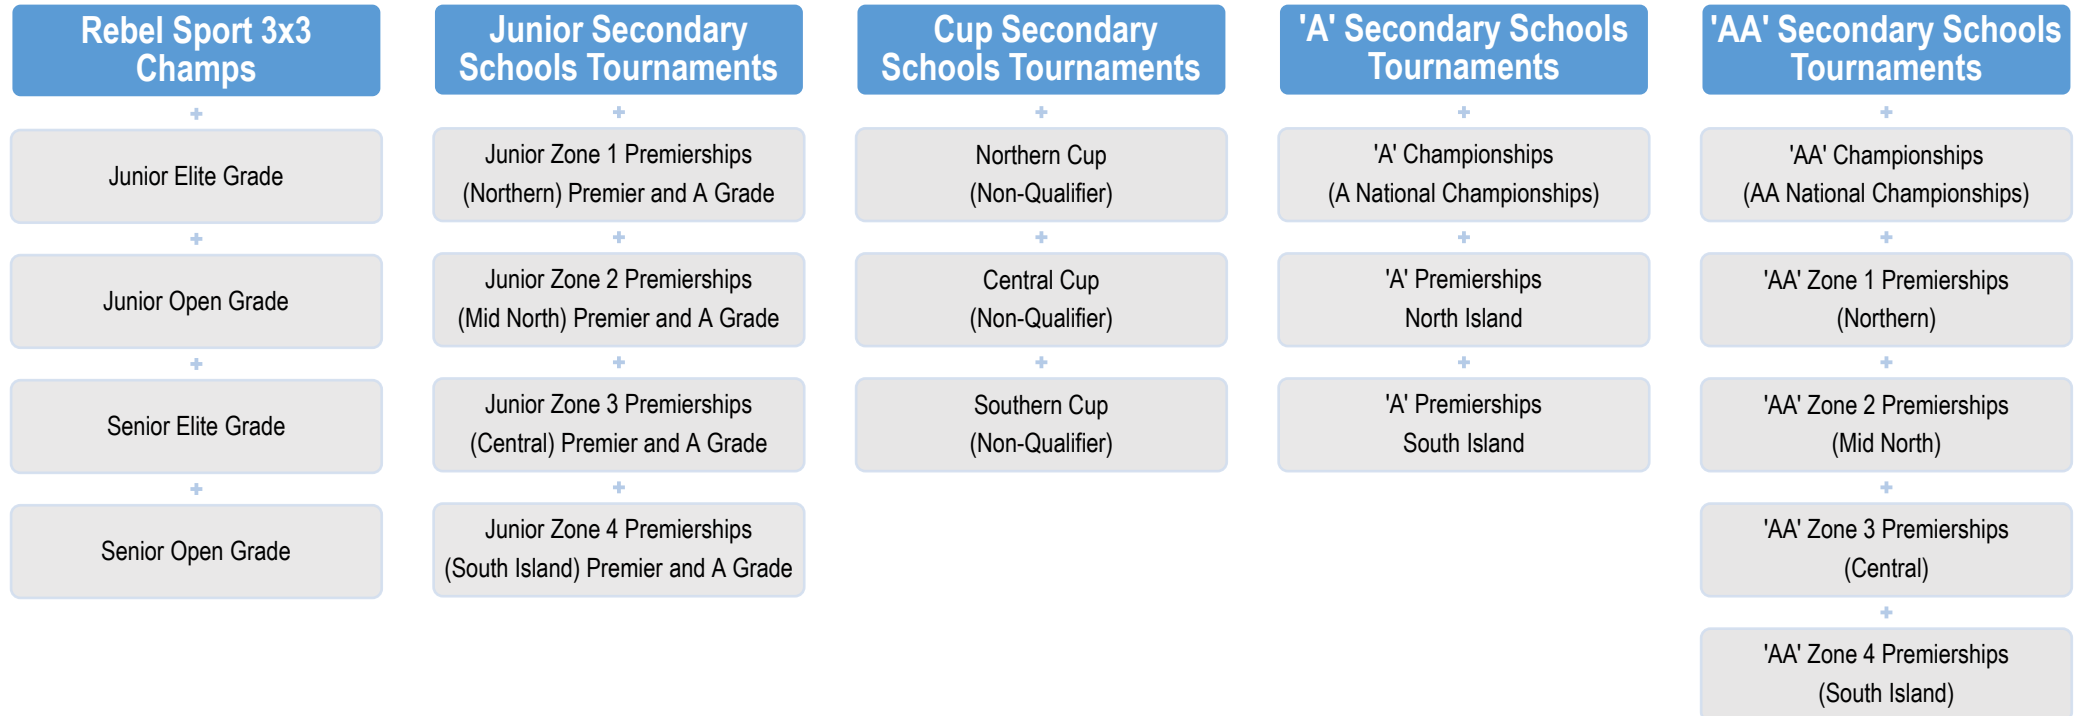 Rebel Sport 3x3
Champs
Junior Elite Grade
Junior Open Grade
Senior Elite Grade
Senior Open Grade
Junior Secondary
Schools Tournaments
Junior Zone 1 Premierships
(Northern) Premier and A Grade
Junior Zone 2 Premierships
(Mid North) Premier and A Grade
Junior Zone 3 Premierships
(Central) Premier and A Grade
Junior Zone 4 Premierships
(South Island) Premier and A Grade
Cup Secondary
Schools Tournaments
Northern Cup
(Non-Qualifier)
Central Cup
(Non-Qualifier)
Southern Cup
(Non-Qualifier)
'A' Secondary Schools
Tournaments
'A' Championships
(A National Championships)
'A' Premierships
North Island
'A' Premierships
South Island
'AA' Secondary Schools
Tournaments
'AA' Championships
(AA National Championships)
'AA' Zone 1 Premierships
(Northern)
'AA' Zone 2 Premierships
(Mid North)
'AA' Zone 3 Premierships
(Central)
'AA' Zone 4 Premierships
(South Island)